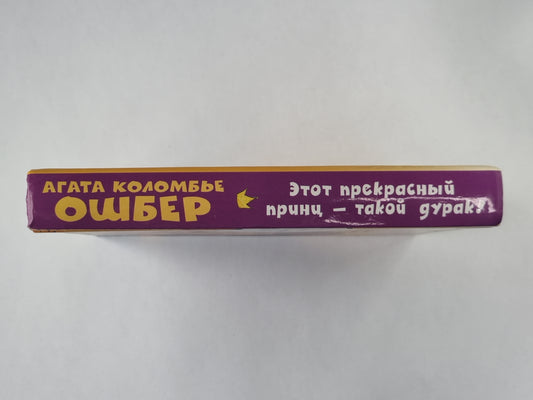 АГАТА КОЛОМБЬЕ
ОШБЕР
Этот прекрасный
принц — такой дурак!